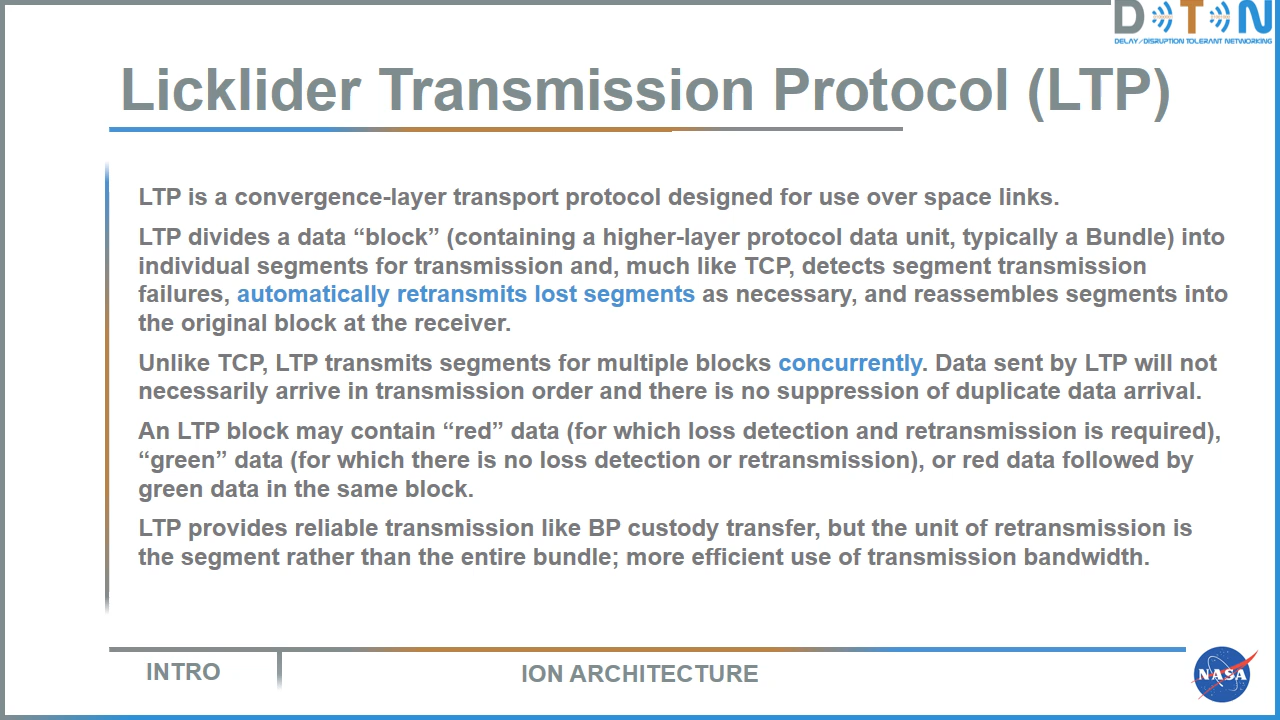 DTN
DELAY/DISRUPTION TOLERANT NETWORKING
Licklider Transmission Protocol (LTP)
LTP is a convergence-layer transport protocol designed for use over space links.
LTP divides a data “block” (containing a higher-layer protocol data unit, typically a Bundle) into
individual segments for transmission and, much like TCP, detects segment transmission
failures, automatically retransmits lost segments as necessary, and reassembles segments into
the original block at the receiver.
Unlike TCP, LTP transmits segments for multiple blocks concurrently. Data sent by LTP will not
necessarily arrive in transmission order and there is no suppression of duplicate data arrival.
An LTP block may contain “red” data (for which loss detection and retransmission is required),
“green” data (for which there is no loss detection or retransmission), or red data followed by
green data in the same block.
LTP provides reliable transmission like BP custody transfer, but the unit of retransmission is
the segment rather than the entire bundle; more efficient use of transmission bandwidth.
INTRO
ION ARCHITECTURE
NASA